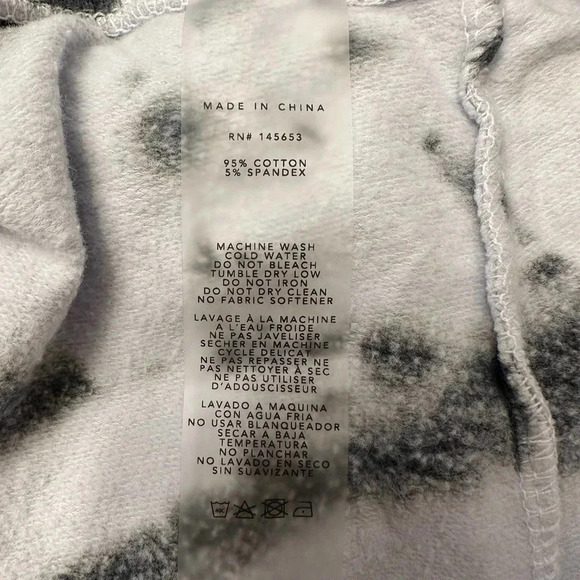 MADE IN CHINA
RN# 145653
95% COTTON
5% SPANDEX
MACHINE WASH
COLD WATER
DO NOT BLEACH
TUMBLE DRY LOW
DO NOT IRON
DO NOT DRY CLEAN
NO FABRIC SOFTENER
LAVAGE À LA MACHINE
A L'EAU FROIDE
NE PAS JAVELISER
SECHER EN MACHINE
CYCLE DELICAT
NE PAS REPASSER NE
PAS NETTOYER À SEC
NE PAS UTILISER
D'ADOUCISSEUR
LAVADO A MAQUINA
CON AGUA FRIA
NO USAR BLANQUEADOR
SECAR A BAJA
TEMPERATURA
NO PLANCHAR
NO LAVADO EN SECO
SIN SUAVIZANTE